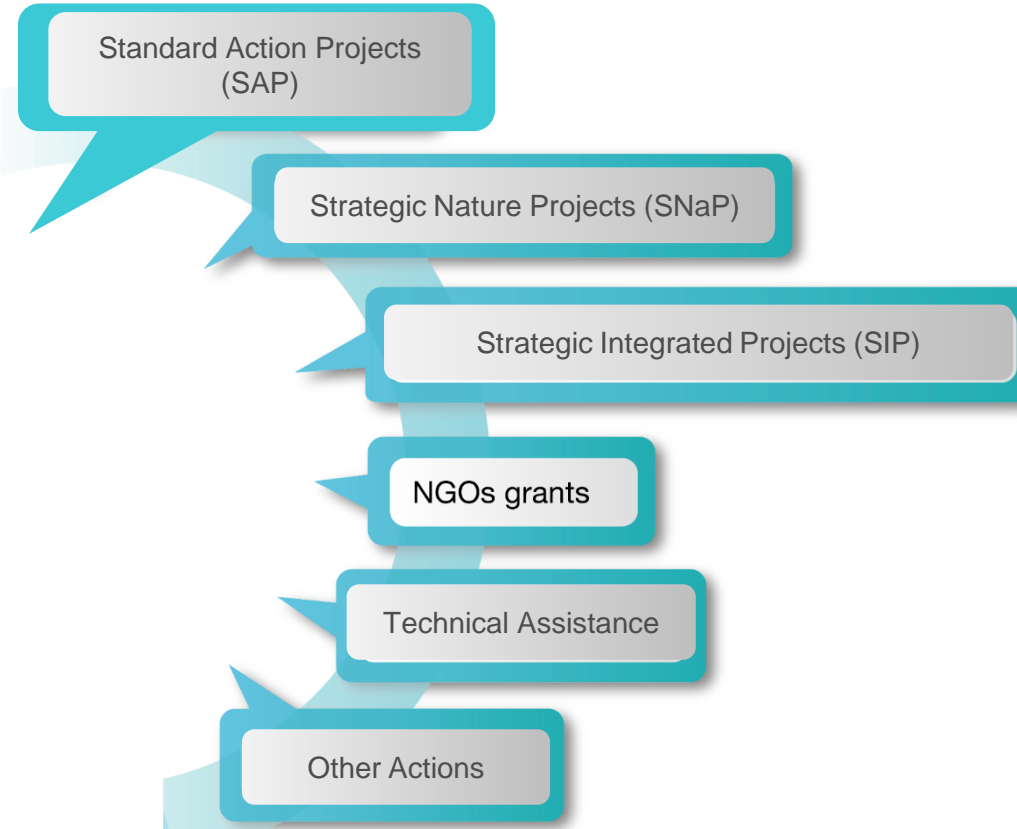 Standard Action Projects
(SAP)
Strategic Nature Projects (SNaP)
Strategic Integrated Projects (SIP)
NGOs grants
Technical Assistance
Other Actions